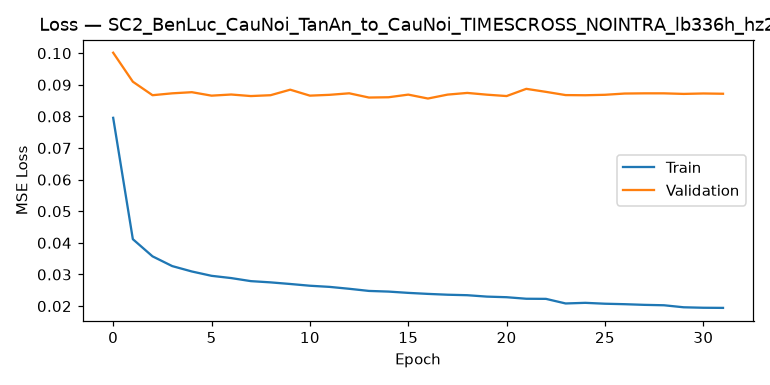 Loss — SC2_BenLuc_CauNoi_TanAn_to_CauNoi_TIMESCROSS_NOINTRA_lb336h_hz2
0.10
0.09
0.08
0.07
0.06
0.05
0.04
0.03
0.02
MSE Loss
Train
Validation
0 5 10 15 20 25 30
Epoch